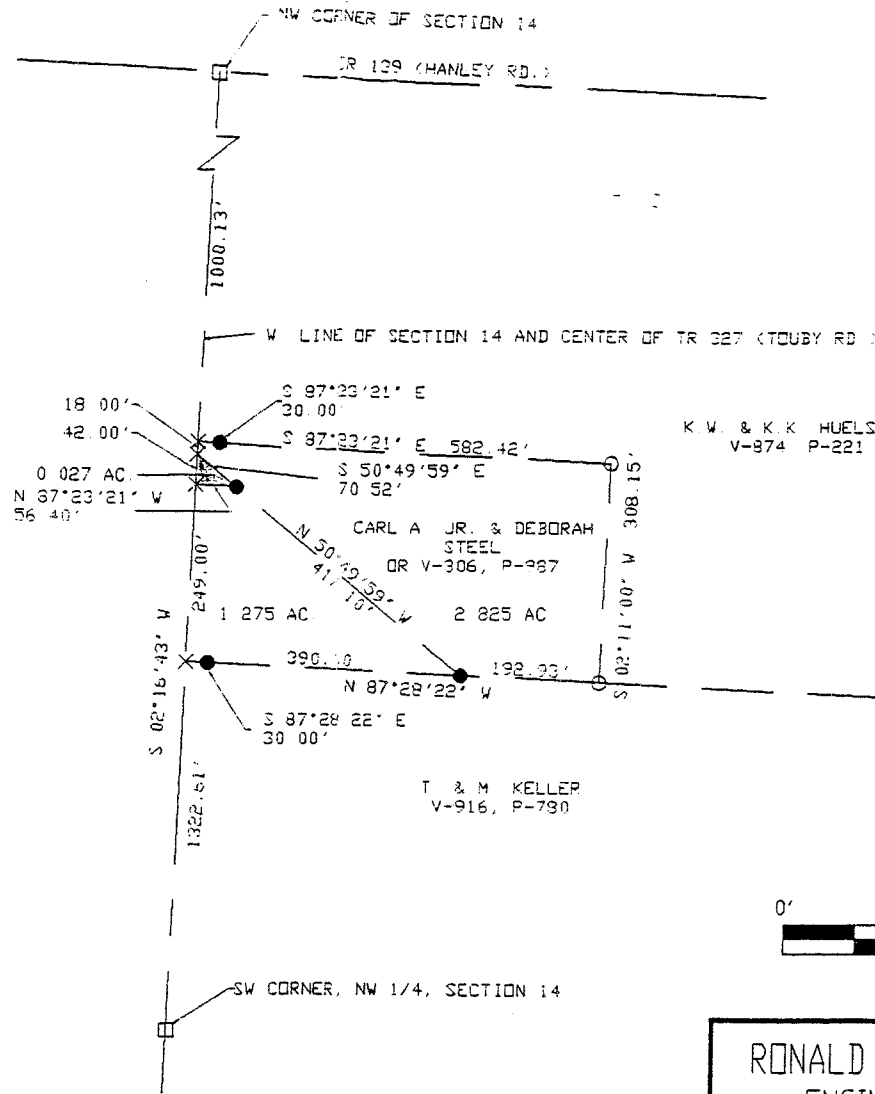 NW CORNER OF SECTION 14
139 (HANLEY RD.)
N
1000.13'
W LINE OF SECTION 14 AND CENTER OF TR 327 (TOUBY RD
S 87°23'21" E
30.00'
18 00'
42.00'
S 87°23'21" E 582.42'
K.W. & K.K HUELS
V-874 P-221
0 027 AC.
N 87°23'21" W
56 40'
S 50°49'59" E
70 52'
308.15'
S 02°11'00" W
CARL A JR. & DEBORAH
STEEL
OR V-306, P-987
N 50°49'59" W
417 10'
249.00'
1 275 AC.
2 825 AC
390.
192.93'
N 87°28'22" W
S 02°16'43" W
S 87°28 22" E
30 00'
1322.61'
T & M KELLER
V-916, P-780
0'
SW CORNER, NW 1/4, SECTION 14
RONALD